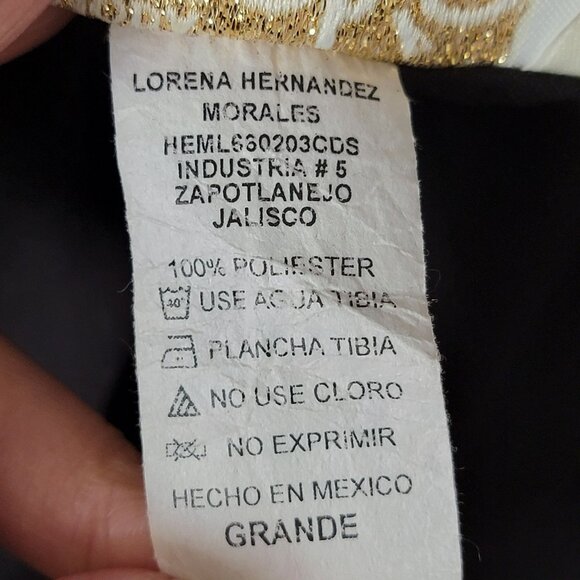 LORENA HERNANDEZ
MORALES
HEML660203CDS
INDUSTRIA # 5
ZAPOTLANEJO
JALISCO
100% POLIESTER
40° USE AGUA TIBIA
PLANCHA TIBIA
NO USE CLORO
NO EXPRIMIR
HECHO EN MEXICO
GRANDE